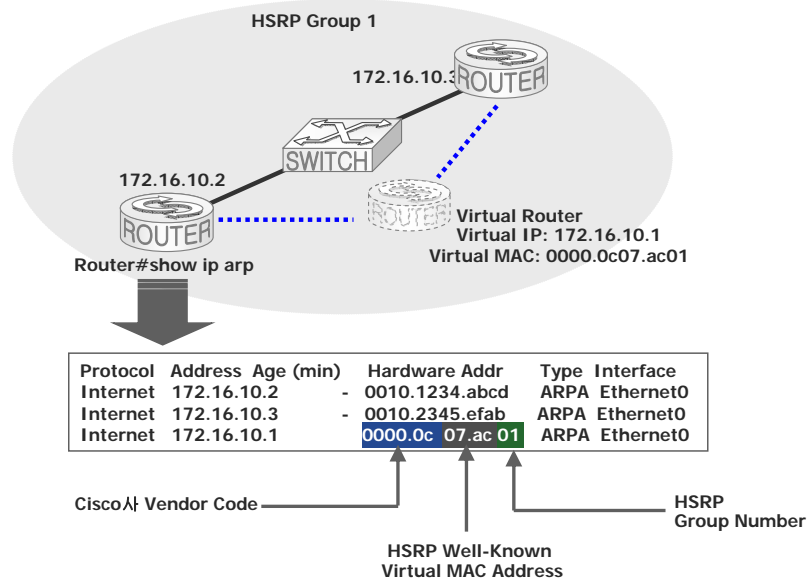 HSRP Group 1
172.16.10.3
ROUTER
SWITCH
172.16.10.2
ROUTER
ROUTER
Virtual Router
Virtual IP: 172.16.10.1
Virtual MAC: 0000.0c07.ac01
Router#show ip arp
Protocol Address Age (min) Hardware Addr Type Interface
Internet 172.16.10.2 - 0010.1234.abcd ARPA Ethernet0
Internet 172.16.10.3 - 0010.2345.efab ARPA Ethernet0
Internet 172.16.10.1 0000.0c 07.ac 01 ARPA Ethernet0
Cisco사 Vendor Code
HSRP
Group Number
HSRP Well-Known
Virtual MAC Address